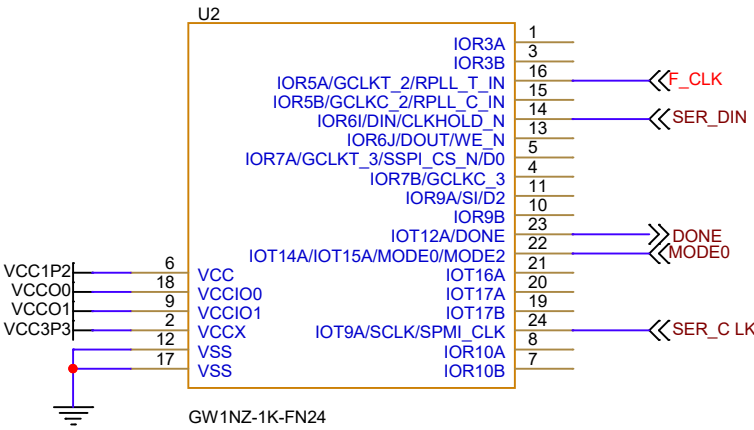 U2
IOR3A 1
IOR3B 3
IOR5A/GCLKT_2/RPLL_T_IN 16 F_CLK
IOR5B/GCLKC_2/RPLL_C_IN 15
IOR6I/DIN/CLKHOLD_N 14 SER_DIN
IOR6J/DOUT/WE_N 13
IOR7A/GCLKT_3/SSPI_CS_N/D0 5
IOR7B/GCLKC_3 4
IOR9A/SI/D2 11
IOR9B 10
IOT12A/DONE 23 DONE
IOT14A/IOT15A/MODE0/MODE2 22 MODE0
VCC1P2 6 VCC IOT16A 21
VCCO0 18 VCCIO0 IOT17A 20
VCCO1 9 VCCIO1 IOT17B 19
VCC3P3 2 VCCX IOT9A/SCLK/SPMI_CLK 24 SER_C LK
12 VSS IOR10A 8
17 VSS IOR10B 7
GW1NZ-1K-FN24